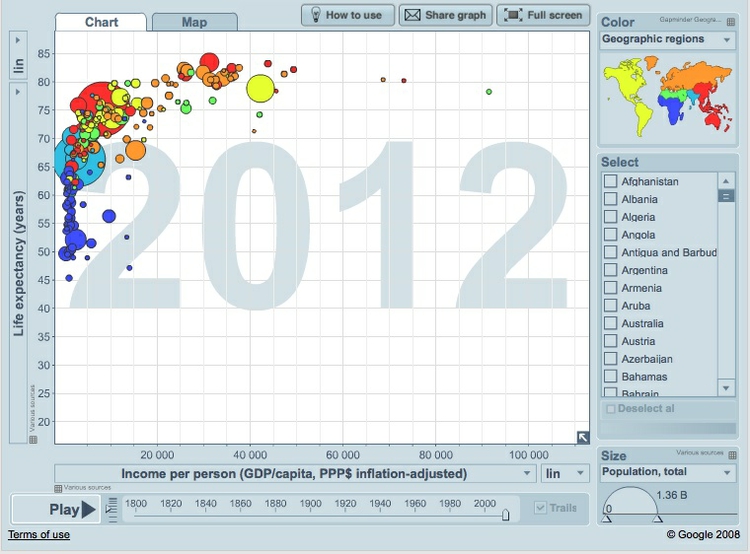 Chart
Map
How to use
Share graph
Full screen
lin
Life expectancy (years)
Various sources
85
80
75
70
65
60
55
50
45
40
35
30
25
20
2012
20 000
40 000
60 000
80 000
100 000
Income per person (GDP/capita, PPP$ inflation-adjusted)
lin
Various sources
Play
1800
1820
1840
1860
1880
1900
1920
1940
1960
1980
2000
Trails
Terms of use
Color
Gapminder Geogra...
Geographic regions
Select
Afghanistan
Albania
Algeria
Angola
Antigua and Barbud
Argentina
Armenia
Aruba
Australia
Austria
Azerbaijan
Bahamas
Bahrain
Deselect al
Size
Various sources
Population, total
1.36 B
0
© Google 2008